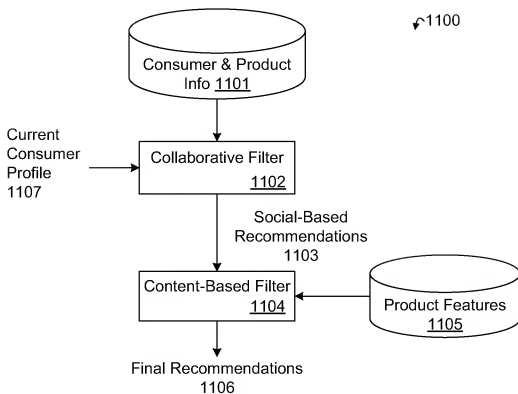 1100
Consumer & Product
Info 1101
Current
Consumer
Profile
1107
Collaborative Filter
1102
Social-Based
Recommendations
1103
Content-Based Filter
1104
Product Features
1105
Final Recommendations
1106